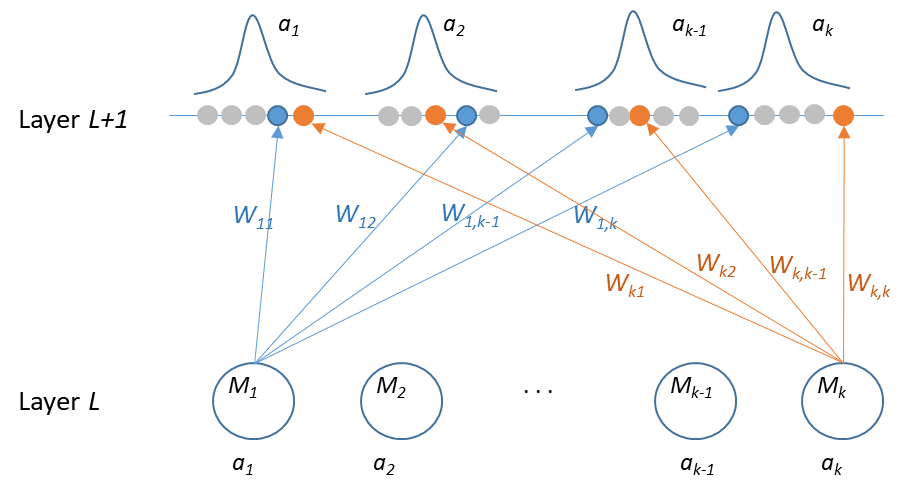 a1 a2 ak-1 ak
Layer L+1
W11 W12 W1,k-1 W1,k
Wk1 Wk2 Wk,k-1 Wk,k
Layer L M1 M2 ... Mk-1 Mk
a1 a2 ak-1 ak